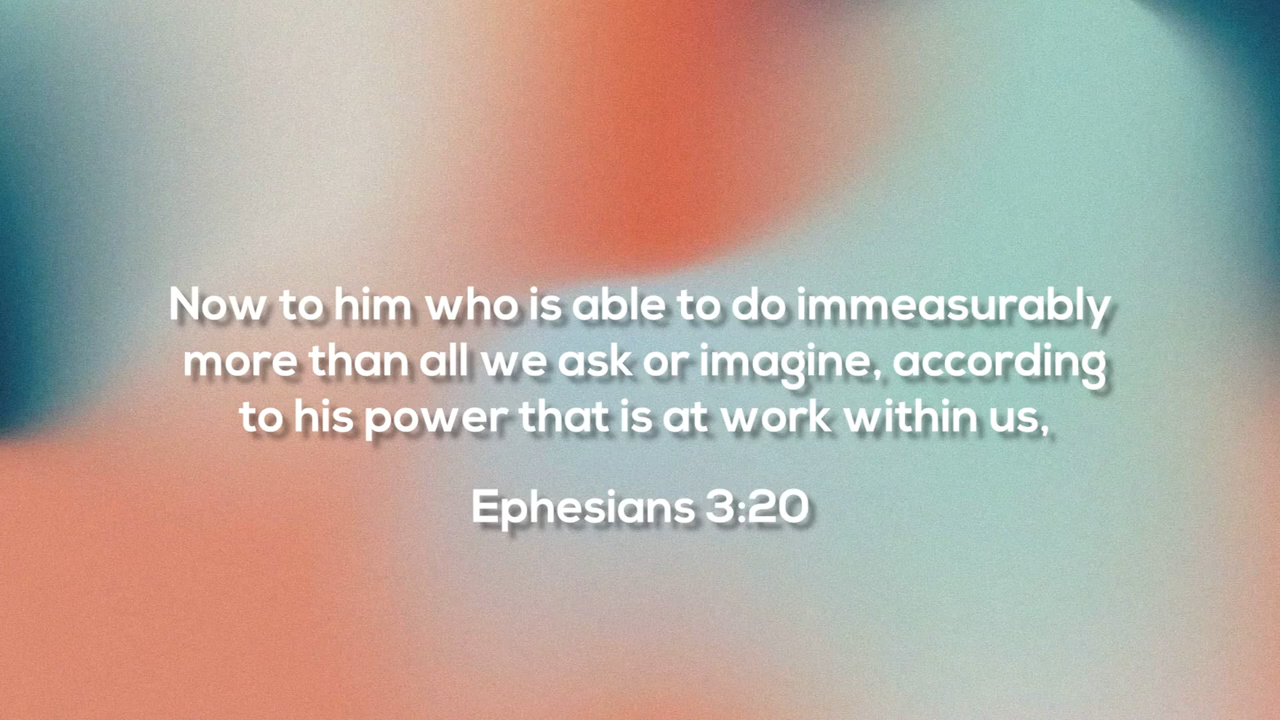 Now to him who is able to do immeasurably
more than all we ask or imagine, according
to his power that is at work within us,
Ephesians 3:20